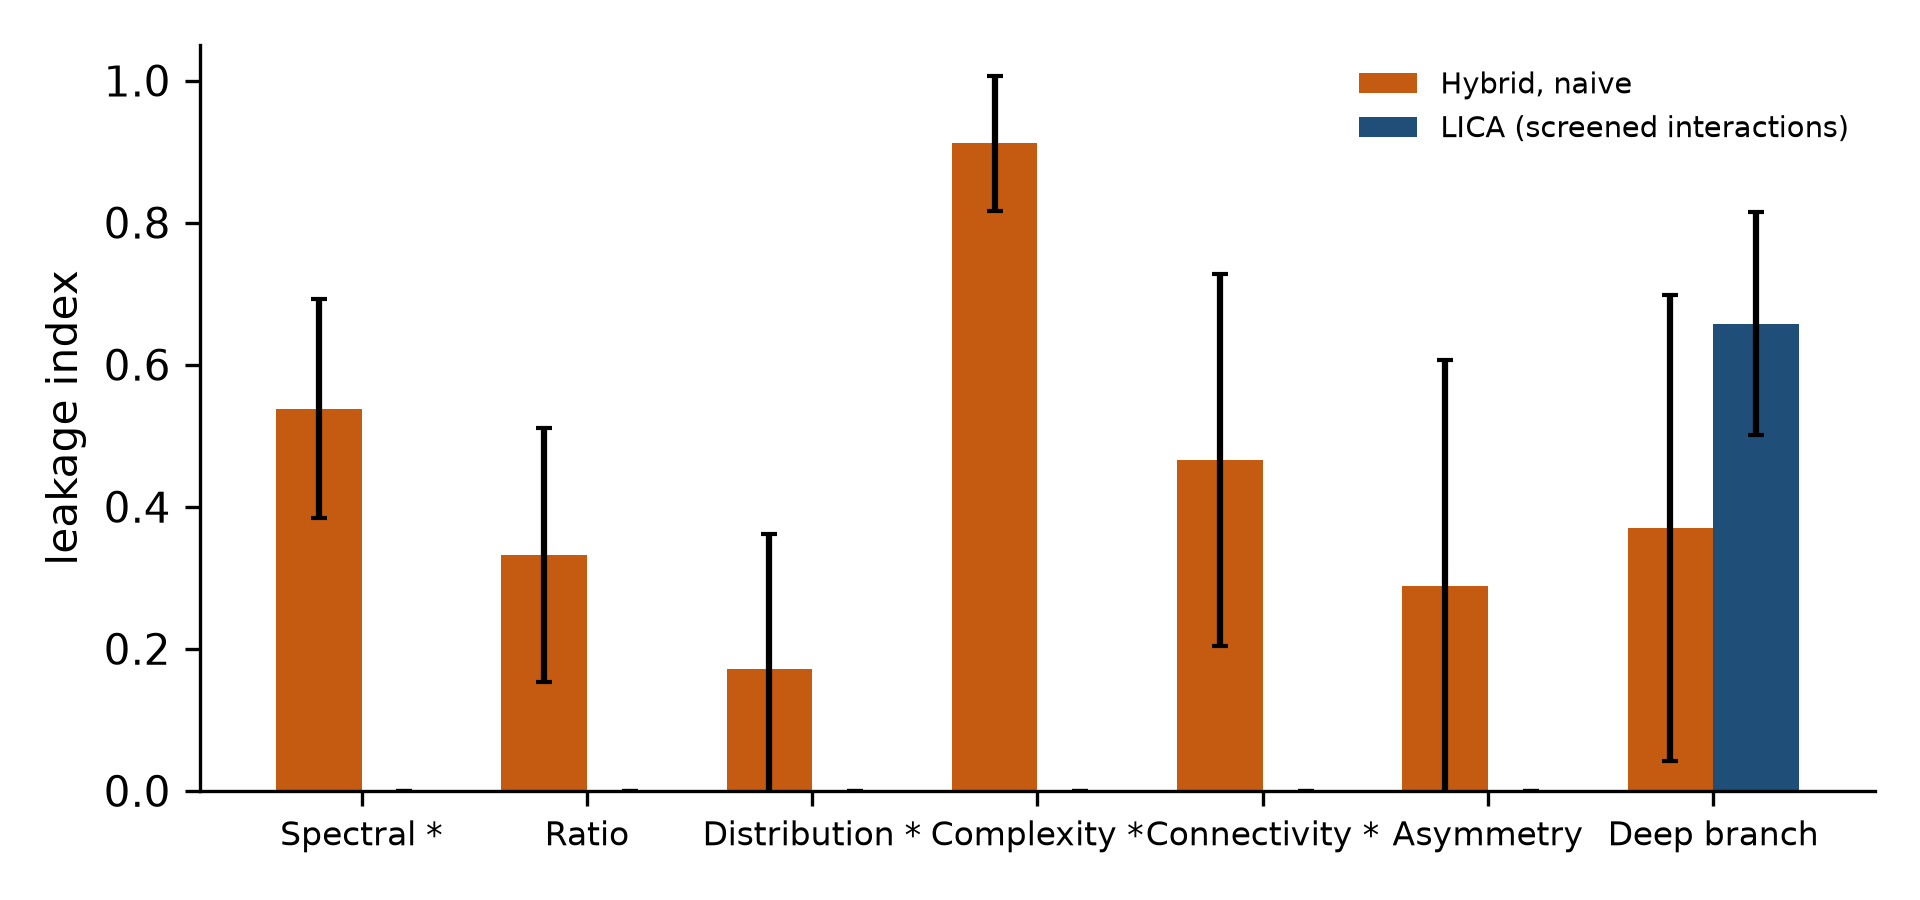 Hybrid, naive
LICA (screened interactions)
leakage index
1.0
0.8
0.6
0.4
0.2
0.0
Spectral * Ratio Distribution * Complexity * Connectivity * Asymmetry Deep branch